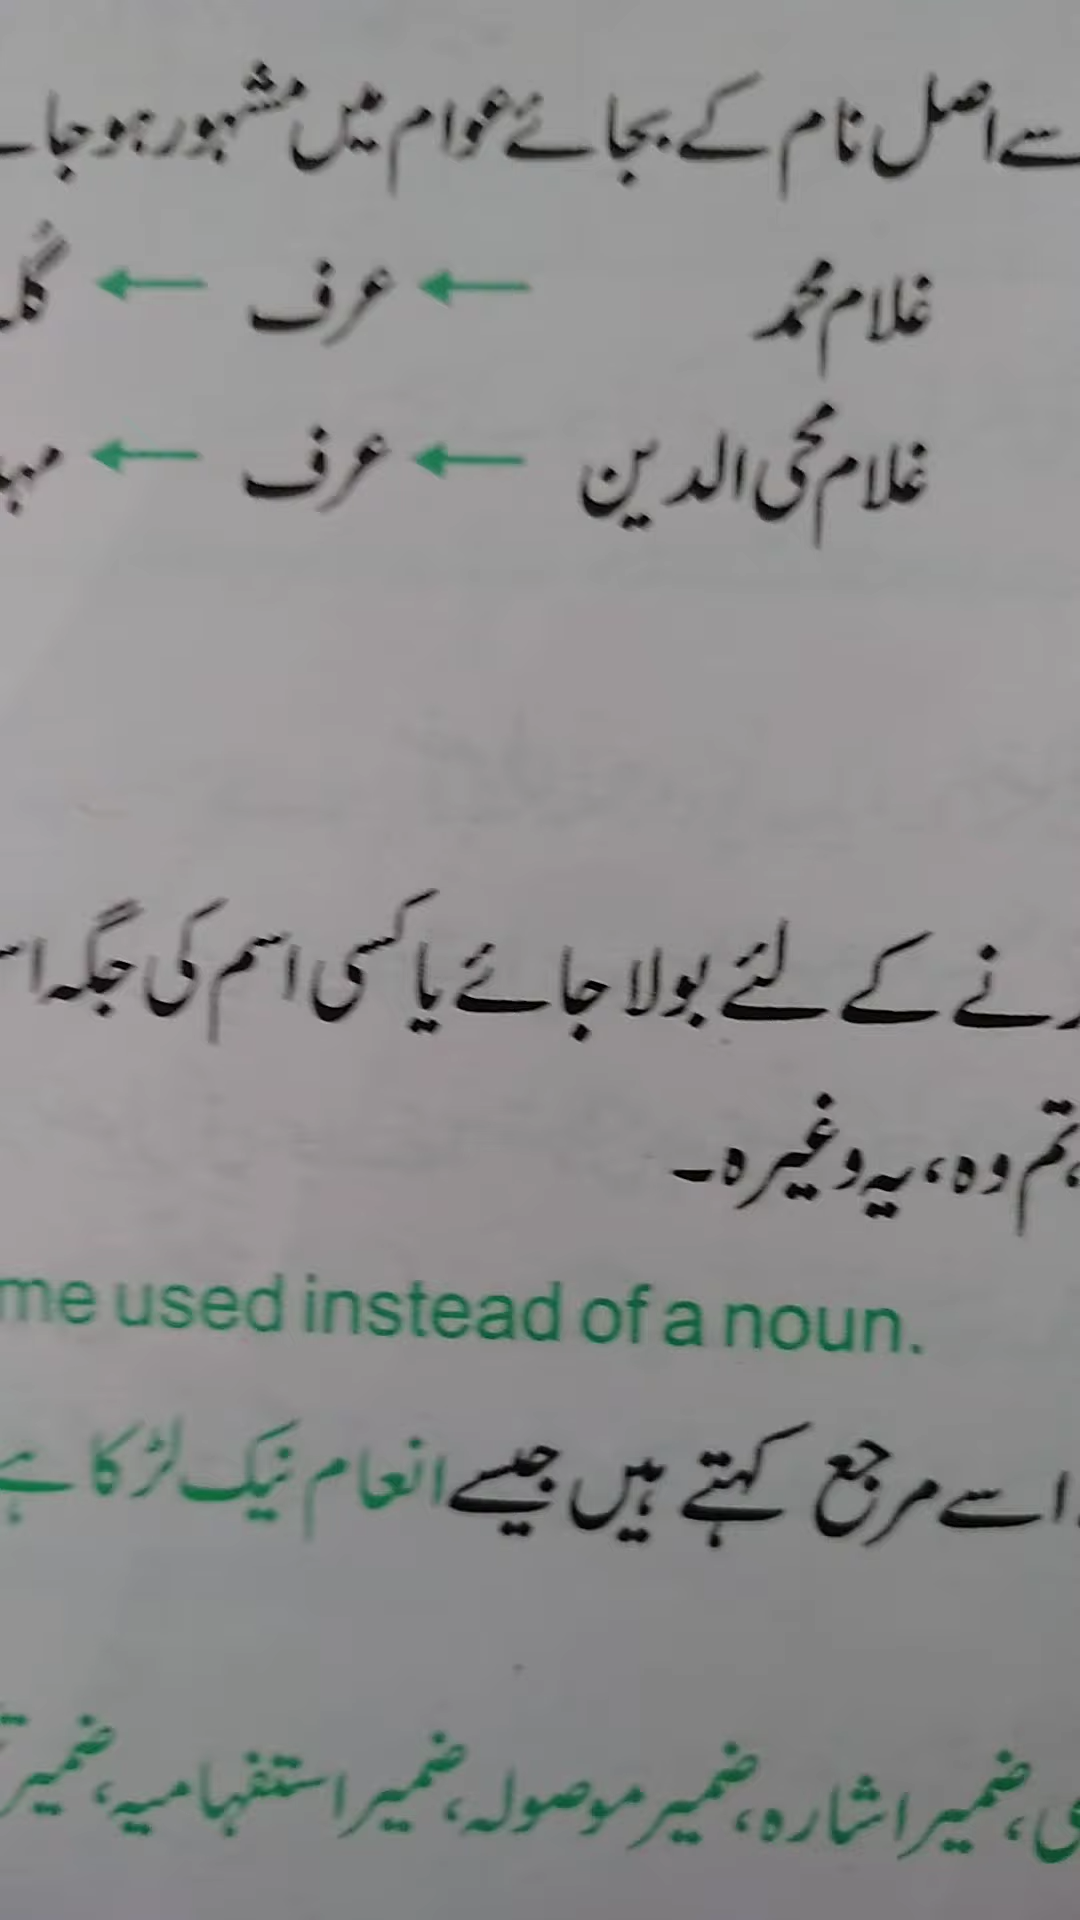 سے اصل نام کے بجائے عوام میں مشہور ہو
غلام محمد ← عرف ←
غلام محی الدین ← عرف ←
نے کے لئے بولا جائے یا کسی اسم کی جگہ
، تم وہ، یہ وغیرہ۔
me used instead of a noun.
اسے مرجع کہتے ہیں جیسے انعام نیک لڑکا ہے
، ضمیر اشارہ، ضمیر موصولہ، ضمیر استفہامیہ، ضمیر